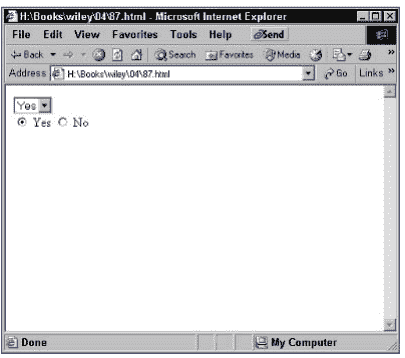 H:\Books\wiley\04\87.html - Microsoft Internet Explorer
File Edit View Favorites Tools Help Send
Back Search Favorites Media »
Address H:\Books\wiley\04\87.html Go Links »
Yes
Yes No
Done My Computer